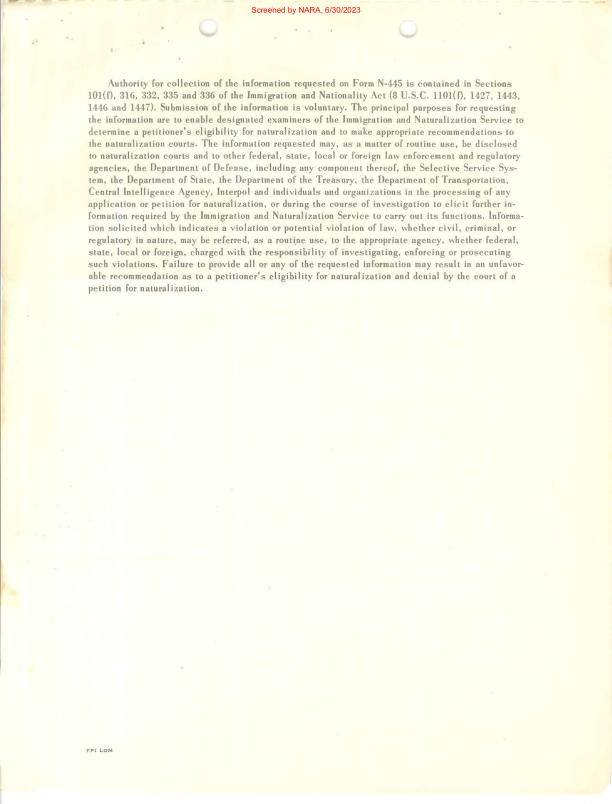 Screened by NARA, 6/30/2023
Authority for collection of the information requested on Form N-445 is contained in Sections
101(f), 316, 332, 335 and 336 of the Immigration and Nationality Act (8 U.S.C. 1101(f), 1427, 1443,
1446 and 1447). Submission of the information is voluntary. The principal purposes for requesting
the information are to enable designated examiners of the Immigration and Naturalization Service to
determine a petitioner's eligibility for naturalization and to make appropriate recommendations to
the naturalization courts. The information requested may, as a matter of routine use, be disclosed
to naturalization courts and to other federal, state, local or foreign law enforcement and regulatory
agencies, the Department of Defense, including any component thereof, the Selective Service Sys-
tem, the Department of State, the Department of the Treasury, the Department of Transportation,
Central Intelligence Agency, Interpol and individuals and organizations in the processing of any
application or petition for naturalization, or during the course of investigation to elicit further in-
formation required by the Immigration and Naturalization Service to carry out its functions. Informa-
tion solicited which indicates a violation or potential violation of law, whether civil, criminal, or
regulatory in nature, may be referred, as a routine use, to the appropriate agency, whether federal,
state, local or foreign, charged with the responsibility of investigating, enforcing or prosecuting
such violations. Failure to provide all or any of the requested information may result in an unfavor-
able recommendation as to a petitioner's eligibility for naturalization and denial by the court of a
petition for naturalization.
FPI LOM